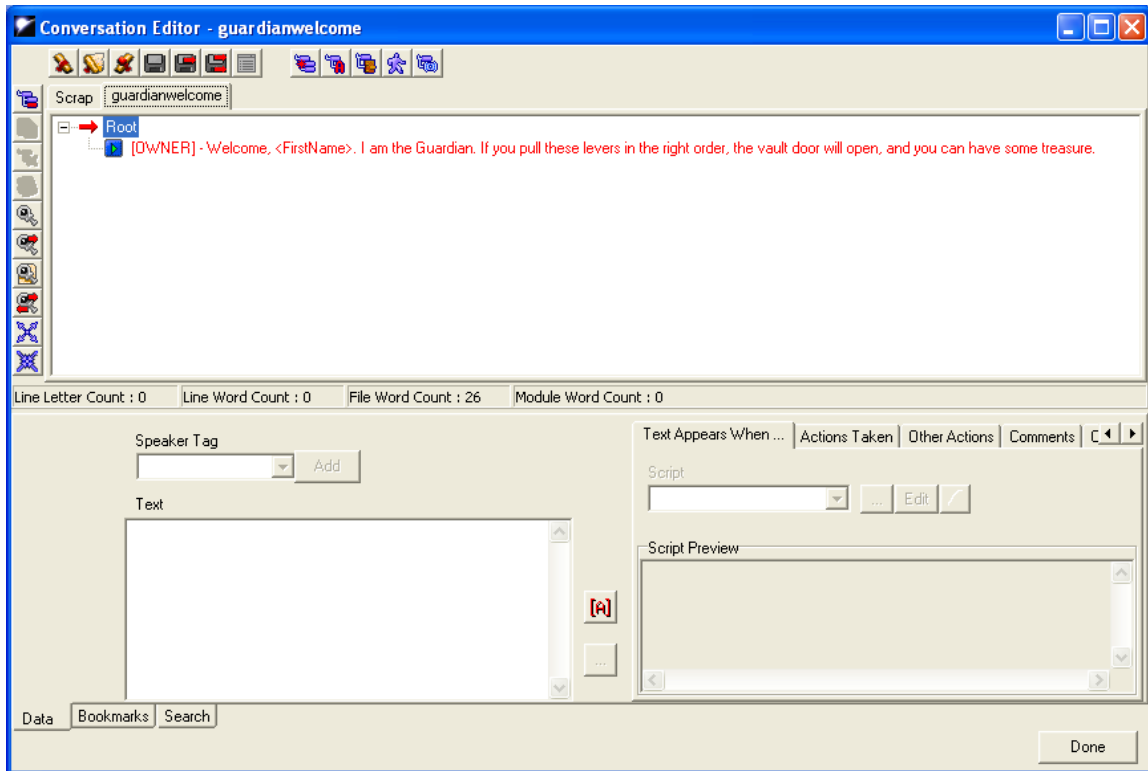 Conversation Editor - guardianwelcome
Scrap guardianwelcome
Root
[OWNER] - Welcome, <FirstName>. I am the Guardian. If you pull these levers in the right order, the vault door will open, and you can have some treasure.
Line Letter Count : 0 Line Word Count : 0 File Word Count : 26 Module Word Count : 0
Speaker Tag
Add
Text
[A]
...
Text Appears When ... Actions Taken Other Actions Comments
Script
... Edit
Script Preview
Data Bookmarks Search
Done